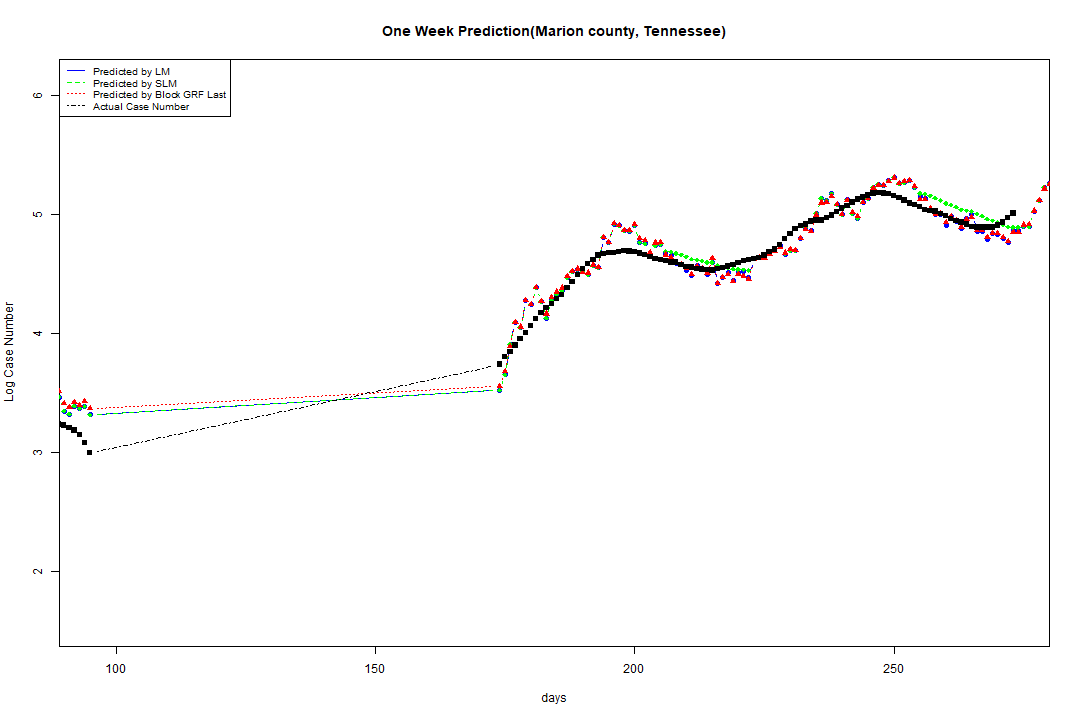 One Week Prediction(Marion county, Tennessee)
Predicted by LM
Predicted by SLM
Predicted by Block GRF Last
Actual Case Number
Log Case Number
6
5
4
3
2
100
150
200
250
days